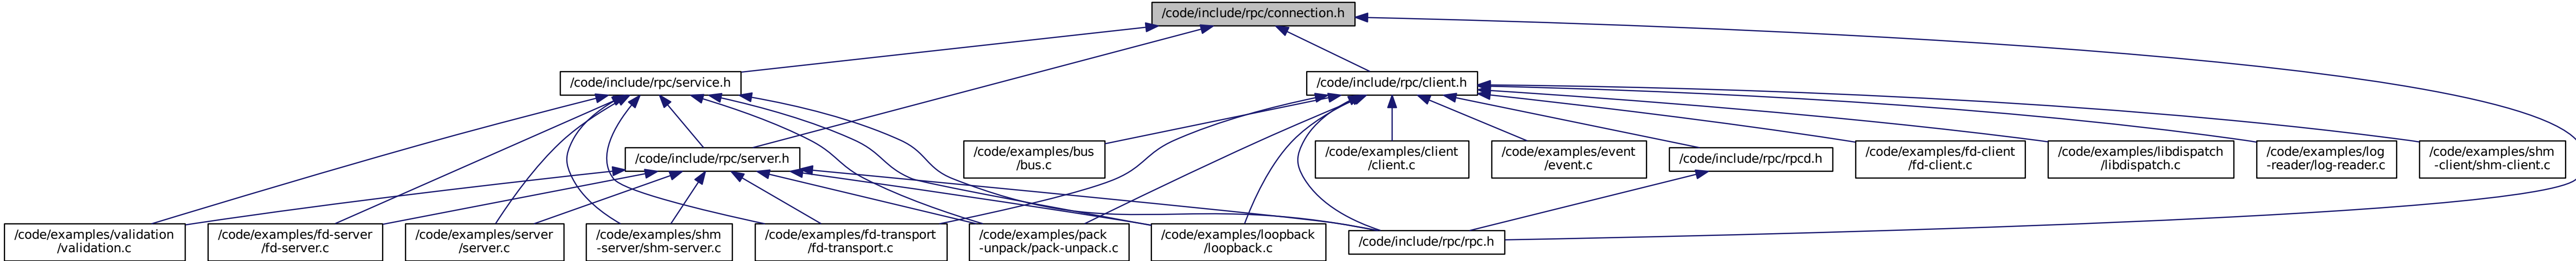 /code/include/rpc/connection.h
/code/include/rpc/service.h
/code/include/rpc/client.h
/code/examples/bus
/bus.c
/code/include/rpc/server.h
/code/examples/client
/client.c
/code/examples/event
/event.c
/code/include/rpc/rpcd.h
/code/examples/fd-client
/fd-client.c
/code/examples/libdispatch
/libdispatch.c
/code/examples/log
-reader/log-reader.c
/code/examples/shm
-client/shm-client.c
/code/examples/validation
/validation.c
/code/examples/fd-server
/fd-server.c
/code/examples/server
/server.c
/code/examples/shm
-server/shm-server.c
/code/examples/fd-transport
/fd-transport.c
/code/examples/pack
-unpack/pack-unpack.c
/code/examples/loopback
/loopback.c
/code/include/rpc/rpc.h